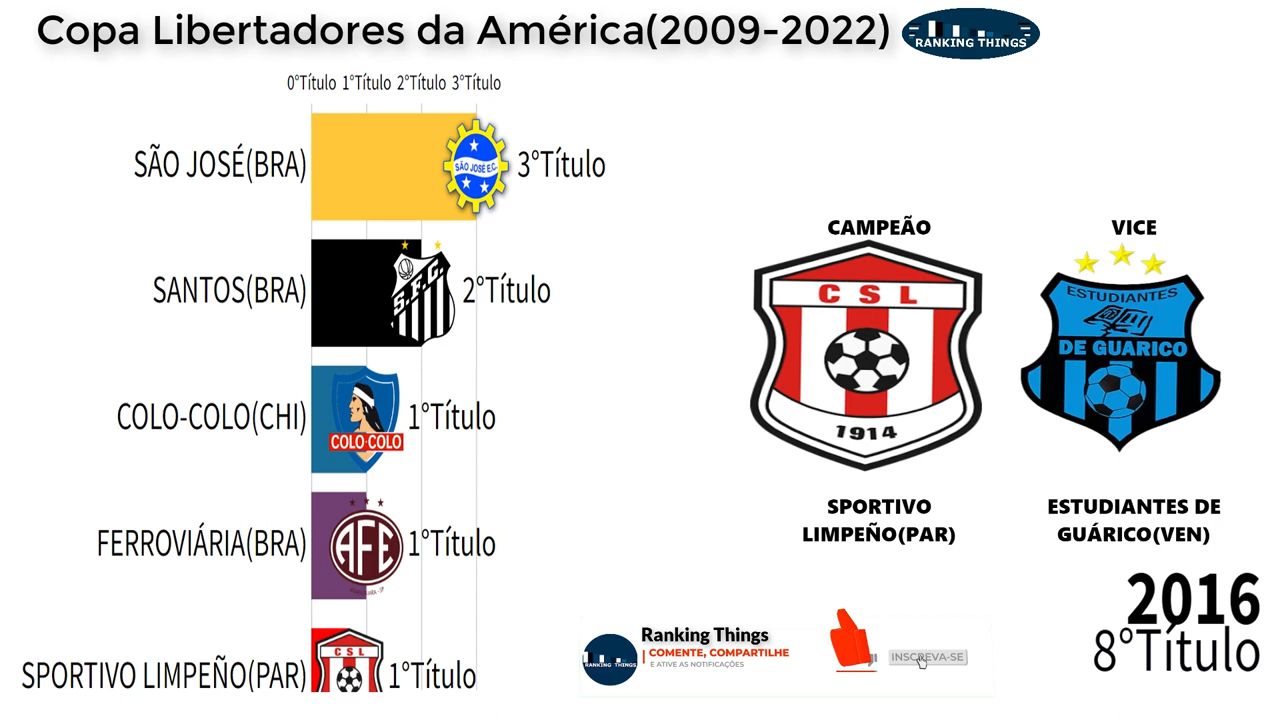 Copa Libertadores da América(2009-2022)
RANKING THINGS
0°Título 1°Título 2°Título 3°Título
SÃO JOSÉ(BRA)
SÃO JOSÉ E.C.
3°Título
SANTOS(BRA)
S.F.C.
2°Título
COLO-COLO(CHI)
COLO-COLO
1°Título
FERROVIÁRIA(BRA)
AFE
1°Título
SPORTIVO LIMPEÑO(PAR)
CSL
1°Título
CAMPEÃO
VICE
CSL
1914
ESTUDIANTES
DE GUARICO
SPORTIVO
LIMPEÑO(PAR)
ESTUDIANTES DE
GUÁRICO(VEN)
2016
8°Título
RANKING THINGS
Ranking Things
| COMENTE, COMPARTILHE
E ATIVE AS NOTIFICAÇÕES
INSCREVA-SE